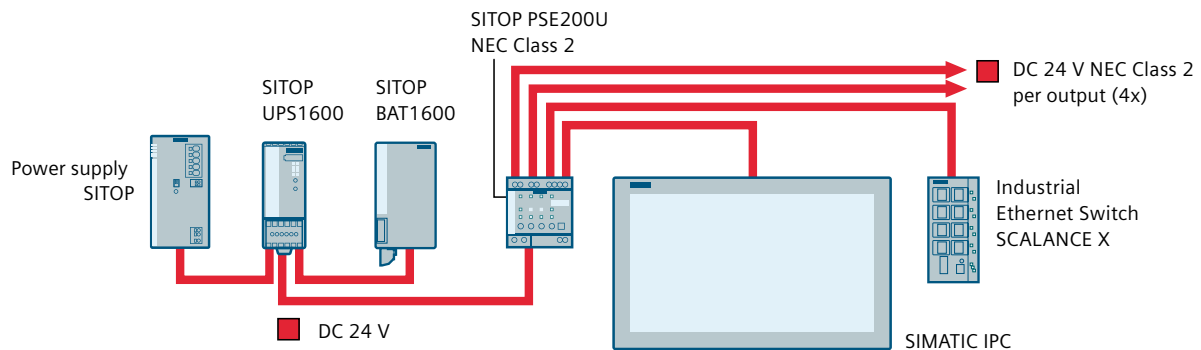 SITOP PSE200U
NEC Class 2
DC 24 V NEC Class 2
per output (4x)
SITOP
UPS1600
SITOP
BAT1600
Power supply
SITOP
Industrial
Ethernet Switch
SCALANCE X
DC 24 V
SIMATIC IPC